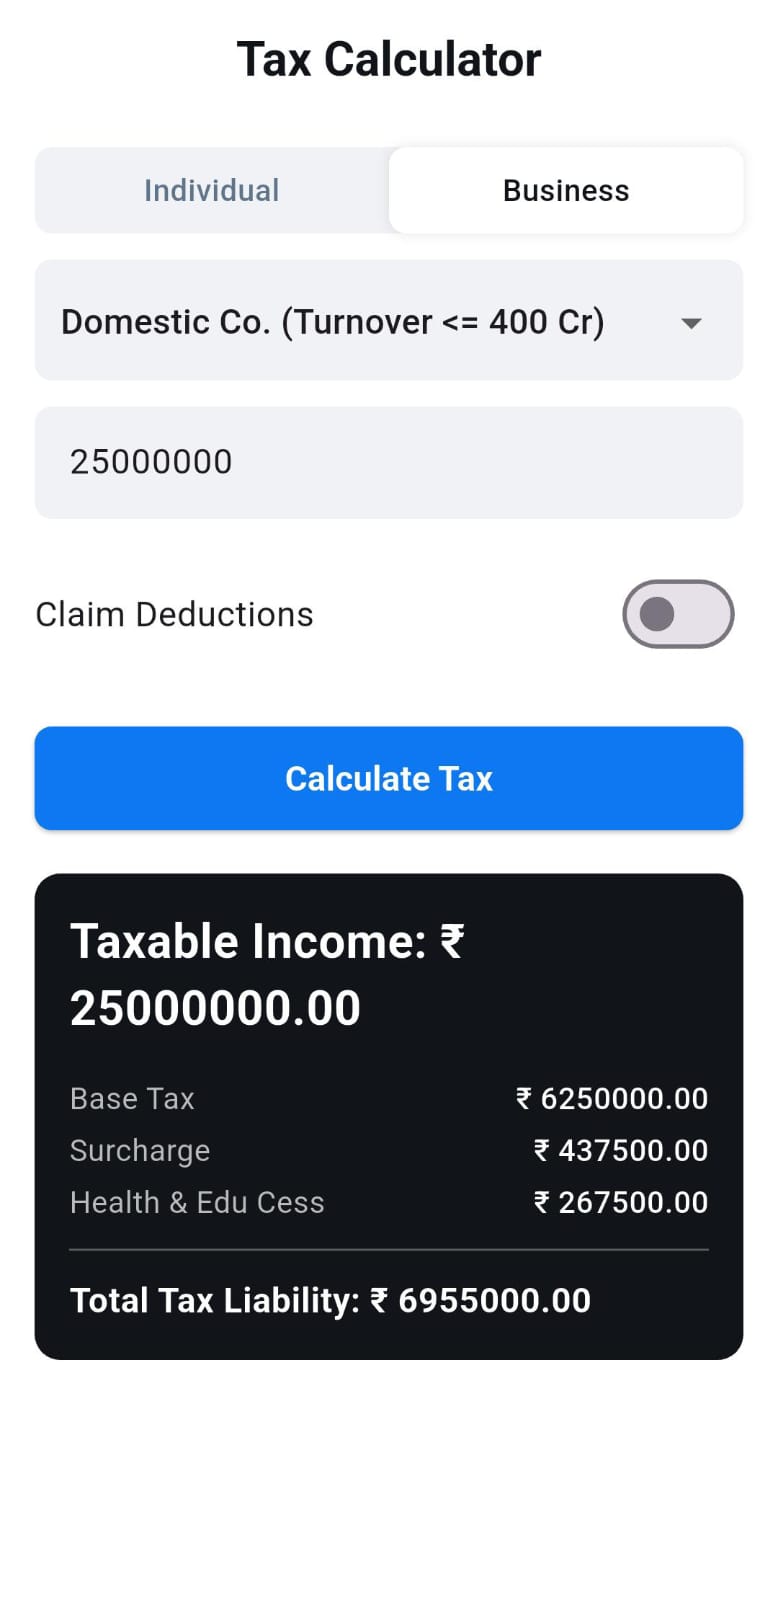 Tax Calculator
Individual Business
Domestic Co. (Turnover <= 400 Cr)
25000000
Claim Deductions
Calculate Tax
Taxable Income: ₹
25000000.00
Base Tax ₹ 6250000.00
Surcharge ₹ 437500.00
Health & Edu Cess ₹ 267500.00
Total Tax Liability: ₹ 6955000.00